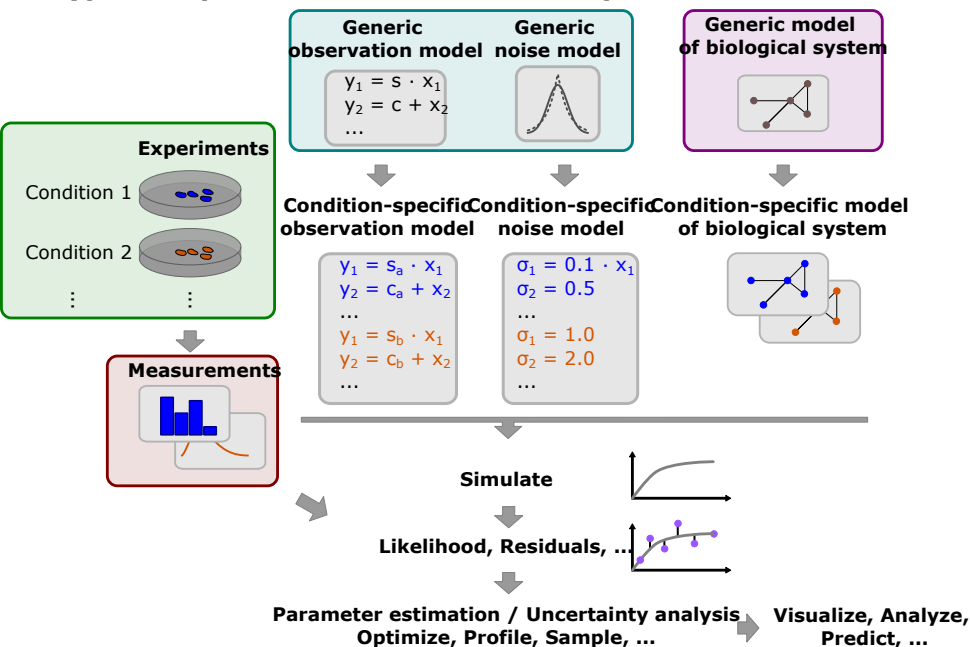 Generic
observation model
y₁ = s · x₁
y₂ = c + x₂
...
Generic
noise model
Generic model
of biological system
Experiments
Condition 1
Condition 2
⋮ ⋮
Measurements
Condition-specific
observation model
y₁ = sₐ · x₁
y₂ = cₐ + x₂
...
y₁ = s_b · x₁
y₂ = c_b + x₂
...
Condition-specific
noise model
σ₁ = 0.1 · x₁
σ₂ = 0.5
...
σ₁ = 1.0
σ₂ = 2.0
...
Condition-specific model
of biological system
Simulate
Likelihood, Residuals, ...
Parameter estimation / Uncertainty analysis
Optimize, Profile, Sample, ...
Visualize, Analyze,
Predict, ...